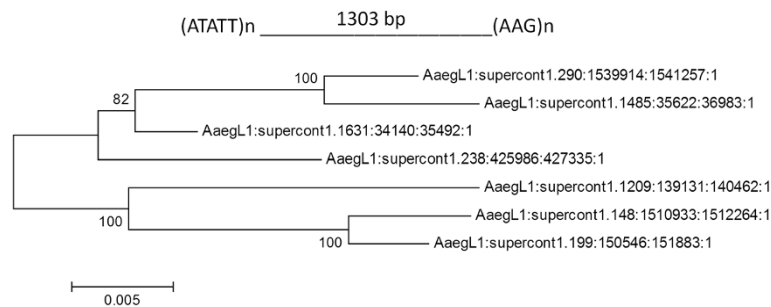 1303 bp
(ATATT)n (AAG)n
100
AaegL1:supercont1.290:1539914:1541257:1
82
AaegL1:supercont1.1485:35622:36983:1
AaegL1:supercont1.1631:34140:35492:1
AaegL1:supercont1.238:425986:427335:1
AaegL1:supercont1.1209:139131:140462:1
100
AaegL1:supercont1.148:1510933:1512264:1
100
AaegL1:supercont1.199:150546:151883:1
0.005